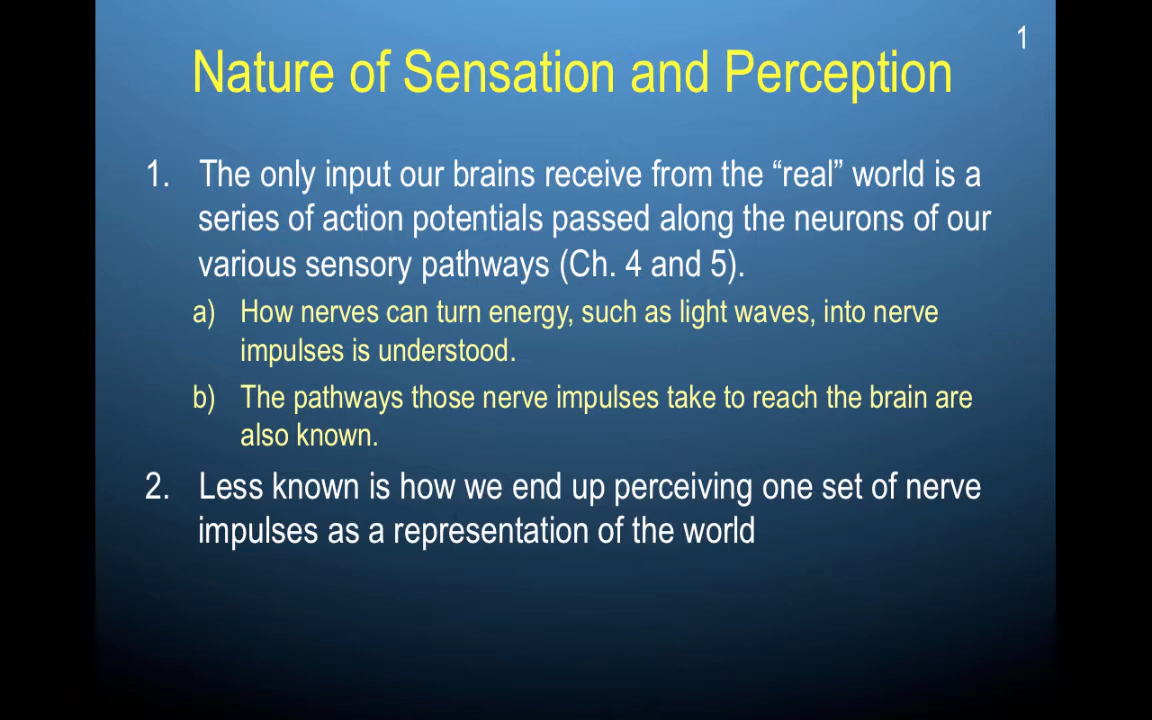 1
Nature of Sensation and Perception
1. The only input our brains receive from the “real” world is a
series of action potentials passed along the neurons of our
various sensory pathways (Ch. 4 and 5).
a) How nerves can turn energy, such as light waves, into nerve
impulses is understood.
b) The pathways those nerve impulses take to reach the brain are
also known.
2. Less known is how we end up perceiving one set of nerve
impulses as a representation of the world